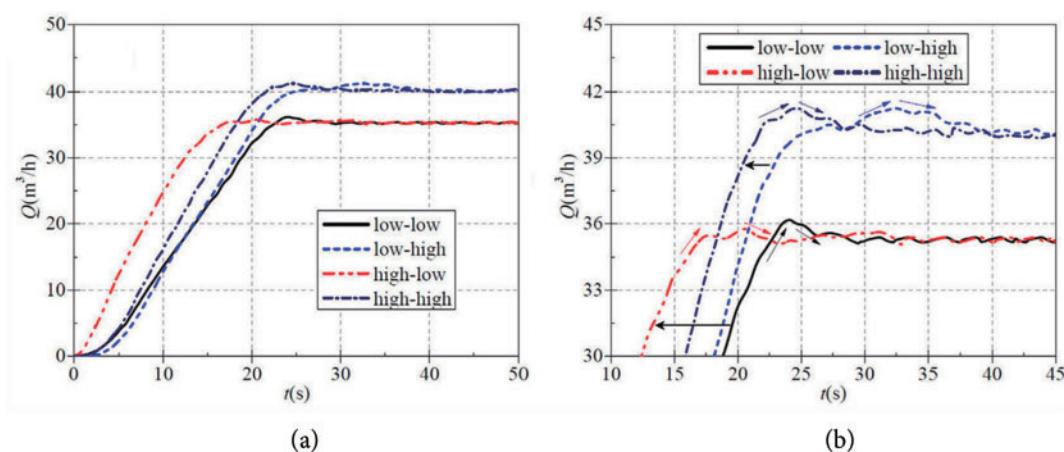 50
40
30
20
10
0
Q(m³/h)
low-low
low-high
high-low
high-high
0 10 20 30 40 50
t(s)
(a)
45
42
39
36
33
30
Q(m³/h)
low-low low-high
high-low high-high
10 15 20 25 30 35 40 45
t(s)
(b)